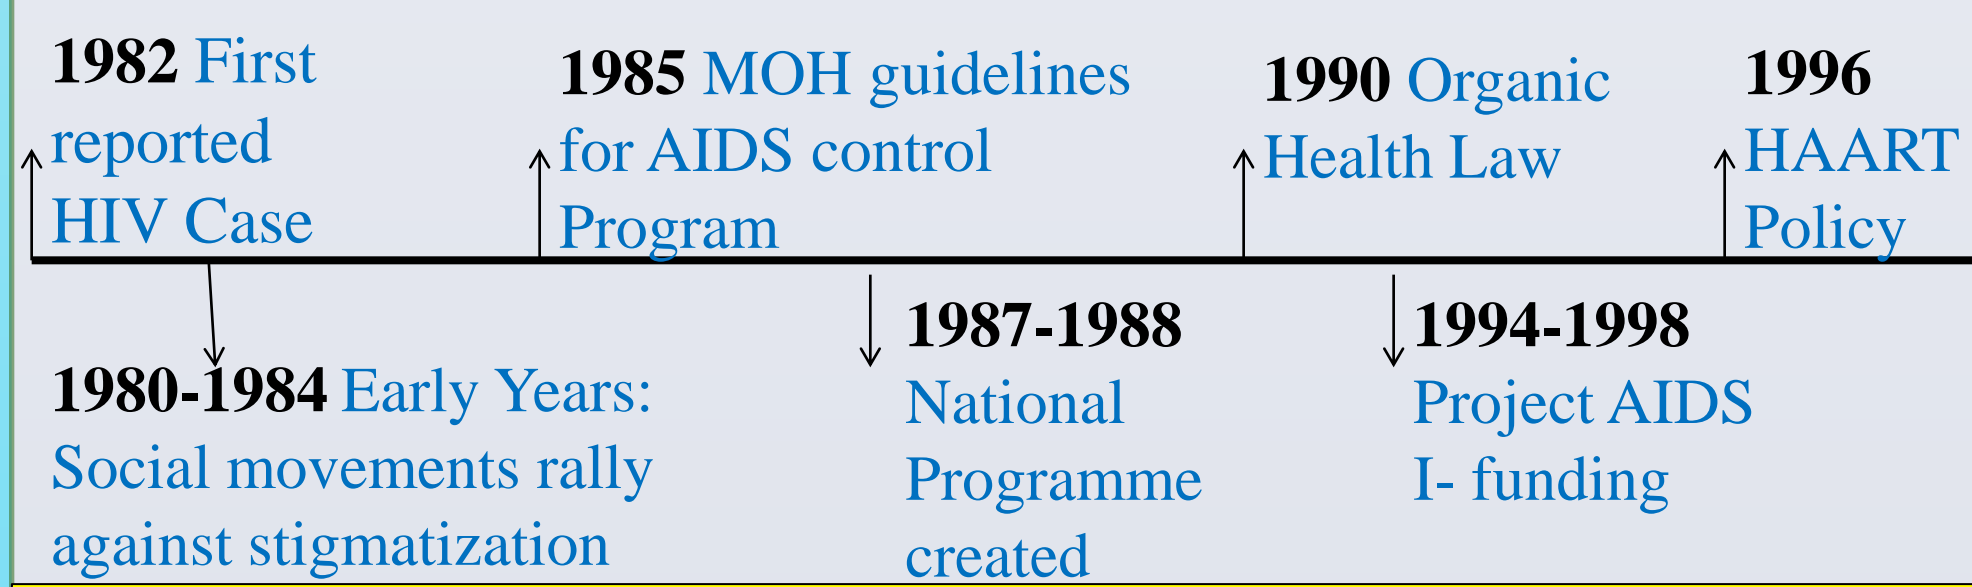 1982 First
reported
HIV Case
1985 MOH guidelines
for AIDS control
Program
1990 Organic
Health Law
1996
HAART
Policy
1980-1984 Early Years:
Social movements rally
against stigmatization
1987-1988
National
Programme
created
1994-1998
Project AIDS
I- funding